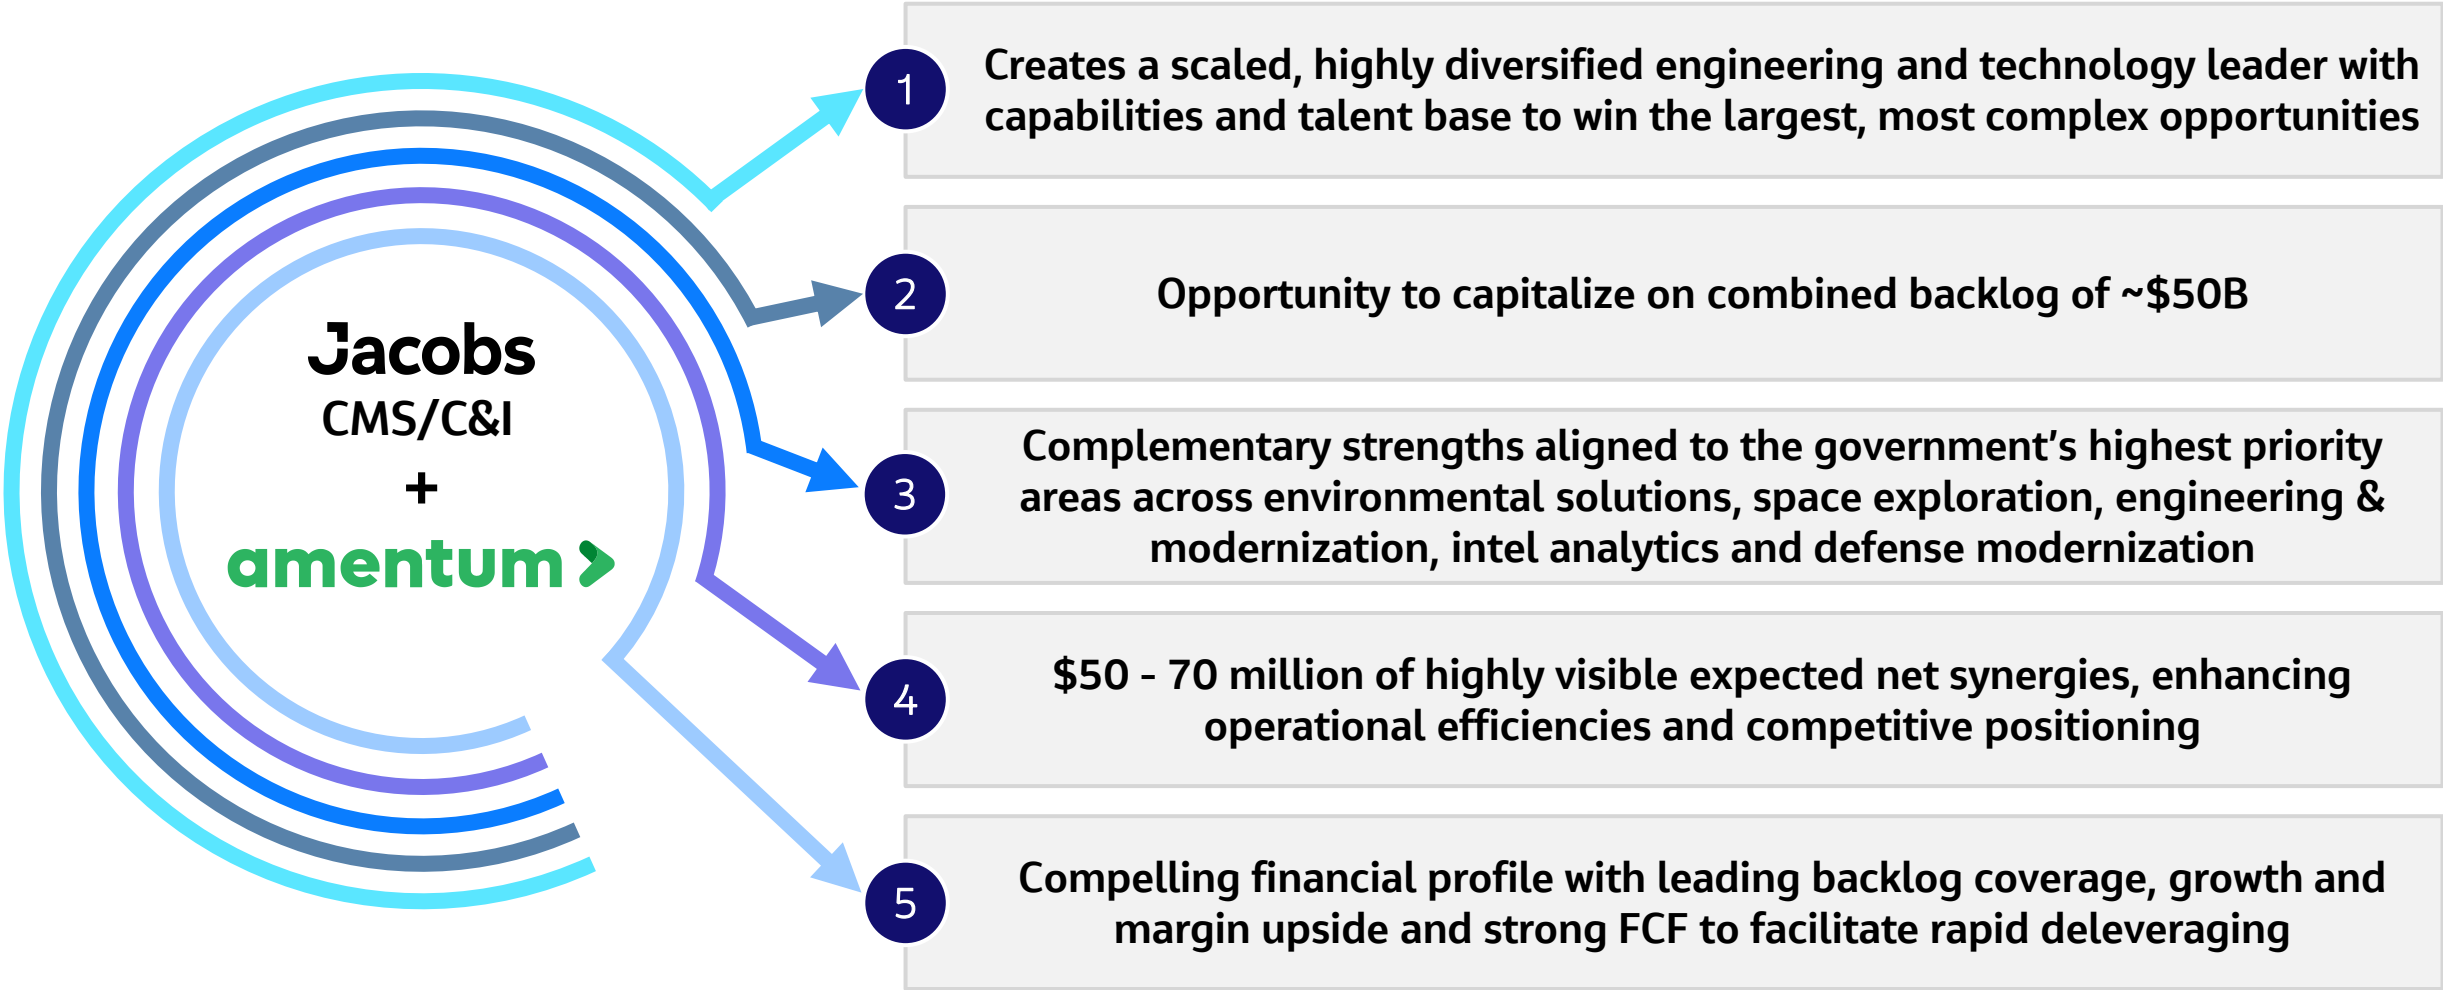 Jacobs
CMS/C&I
+
amentum
1
Creates a scaled, highly diversified engineering and technology leader with
capabilities and talent base to win the largest, most complex opportunities
2
Opportunity to capitalize on combined backlog of ~$50B
3
Complementary strengths aligned to the government’s highest priority
areas across environmental solutions, space exploration, engineering &
modernization, intel analytics and defense modernization
4
$50 - 70 million of highly visible expected net synergies, enhancing
operational efficiencies and competitive positioning
5
Compelling financial profile with leading backlog coverage, growth and
margin upside and strong FCF to facilitate rapid deleveraging